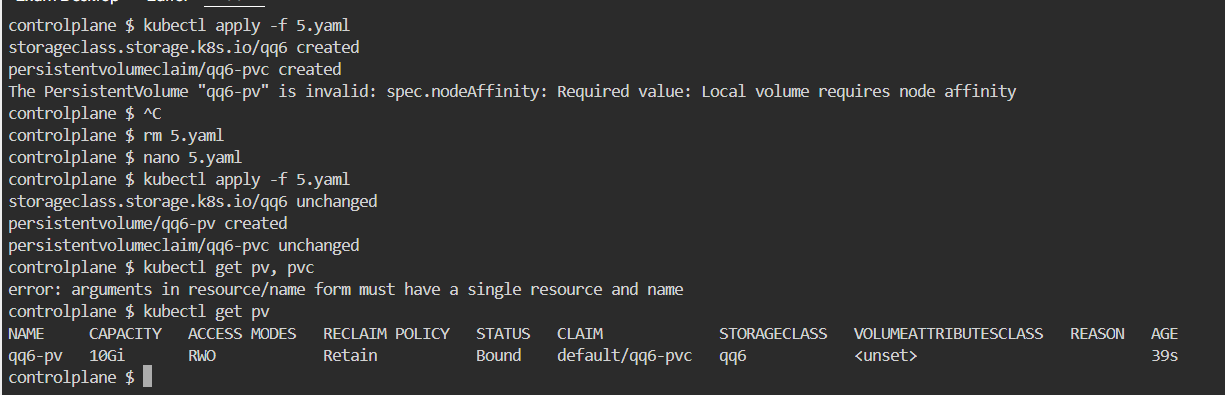 controlplane $ kubectl apply -f 5.yaml
storageclass.storage.k8s.io/qq6 created
persistentvolumeclaim/qq6-pvc created
The PersistentVolume "qq6-pv" is invalid: spec.nodeAffinity: Required value: Local volume requires node affinity
controlplane $ ^C
controlplane $ rm 5.yaml
controlplane $ nano 5.yaml
controlplane $ kubectl apply -f 5.yaml
storageclass.storage.k8s.io/qq6 unchanged
persistentvolume/qq6-pv created
persistentvolumeclaim/qq6-pvc unchanged
controlplane $ kubectl get pv, pvc
error: arguments in resource/name form must have a single resource and name
controlplane $ kubectl get pv
NAME CAPACITY ACCESS MODES RECLAIM POLICY STATUS CLAIM STORAGECLASS VOLUMEATTRIBUTESCLASS REASON AGE
qq6-pv 10Gi RWO Retain Bound default/qq6-pvc qq6 <unset> 39s
controlplane $